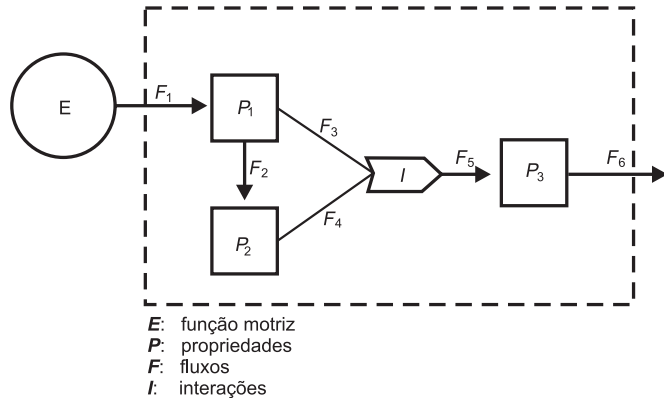 E
F1
P1
F3
F2
I
F5
P3
F6
P2
F4
E: função motriz
P: propriedades
F: fluxos
I: interações